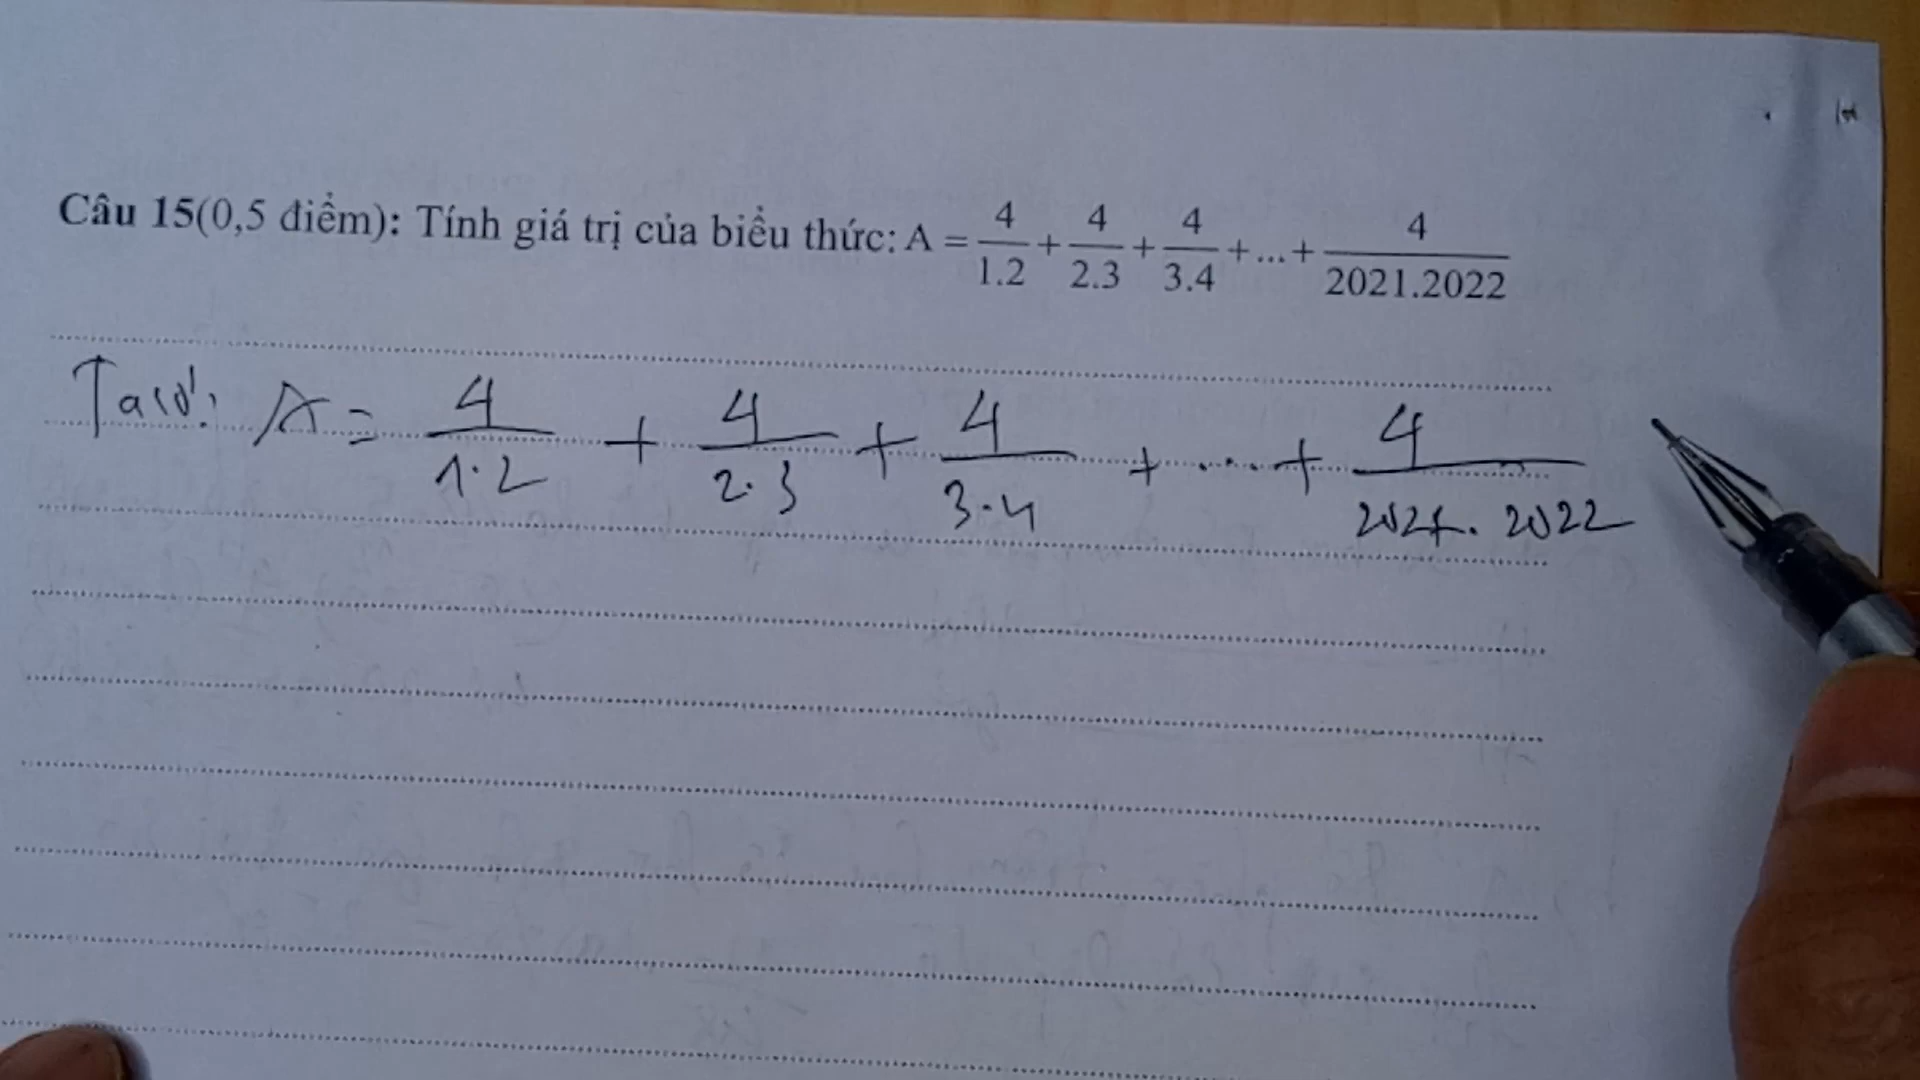 Câu 15(0,5 điểm): Tính giá trị của biểu thức: A = 4/1.2 + 4/2.3 + 4/3.4 +...+ 4/2021.2022
Ta có: A = 4/1.2 + 4/2.3 + 4/3.4 + ... + 4/2021.2022